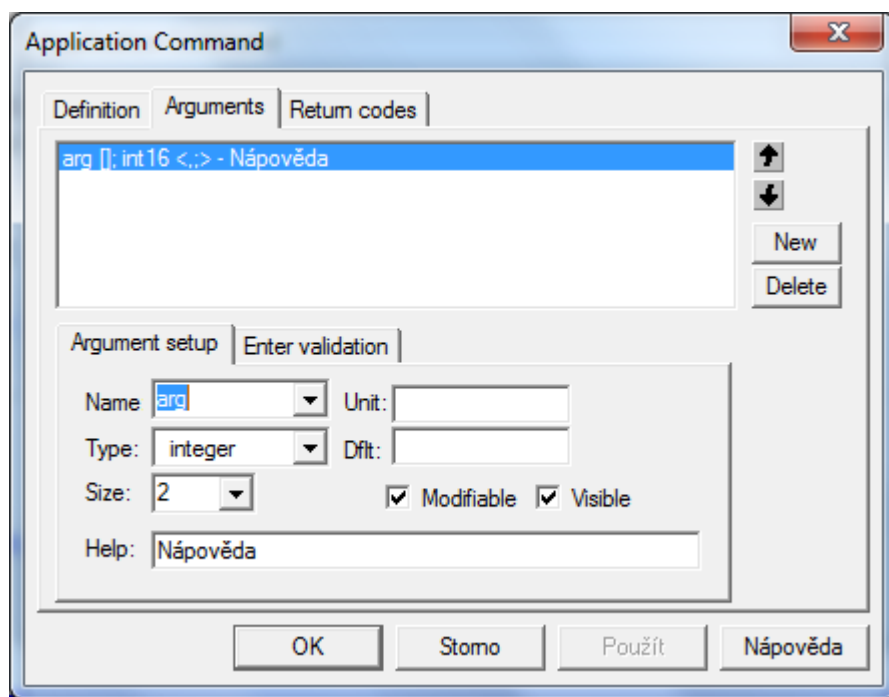 Application Command
Definition Arguments Return codes
arg []; int16 <,;> - Nápověda
New
Delete
Argument setup Enter validation
Name arg Unit:
Type: integer Dflt:
Size: 2 Modifiable Visible
Help: Nápověda
OK Storno Použít Nápověda